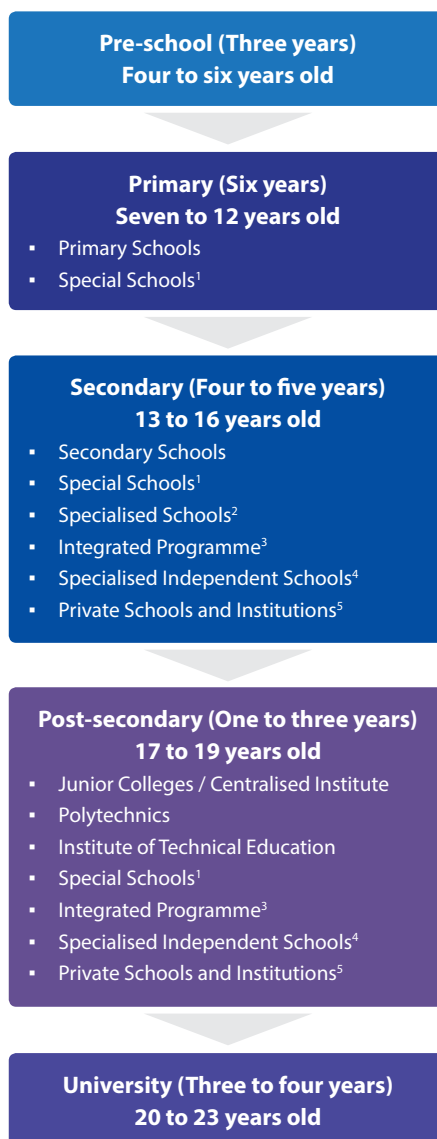 Pre-school (Three years)
Four to six years old
Primary (Six years)
Seven to 12 years old
▪ Primary Schools
▪ Special Schools¹
Secondary (Four to five years)
13 to 16 years old
▪ Secondary Schools
▪ Special Schools¹
▪ Specialised Schools²
▪ Integrated Programme³
▪ Specialised Independent Schools⁴
▪ Private Schools and Institutions⁵
Post-secondary (One to three years)
17 to 19 years old
▪ Junior Colleges / Centralised Institute
▪ Polytechnics
▪ Institute of Technical Education
▪ Special Schools¹
▪ Integrated Programme³
▪ Specialised Independent Schools⁴
▪ Private Schools and Institutions⁵
University (Three to four years)
20 to 23 years old